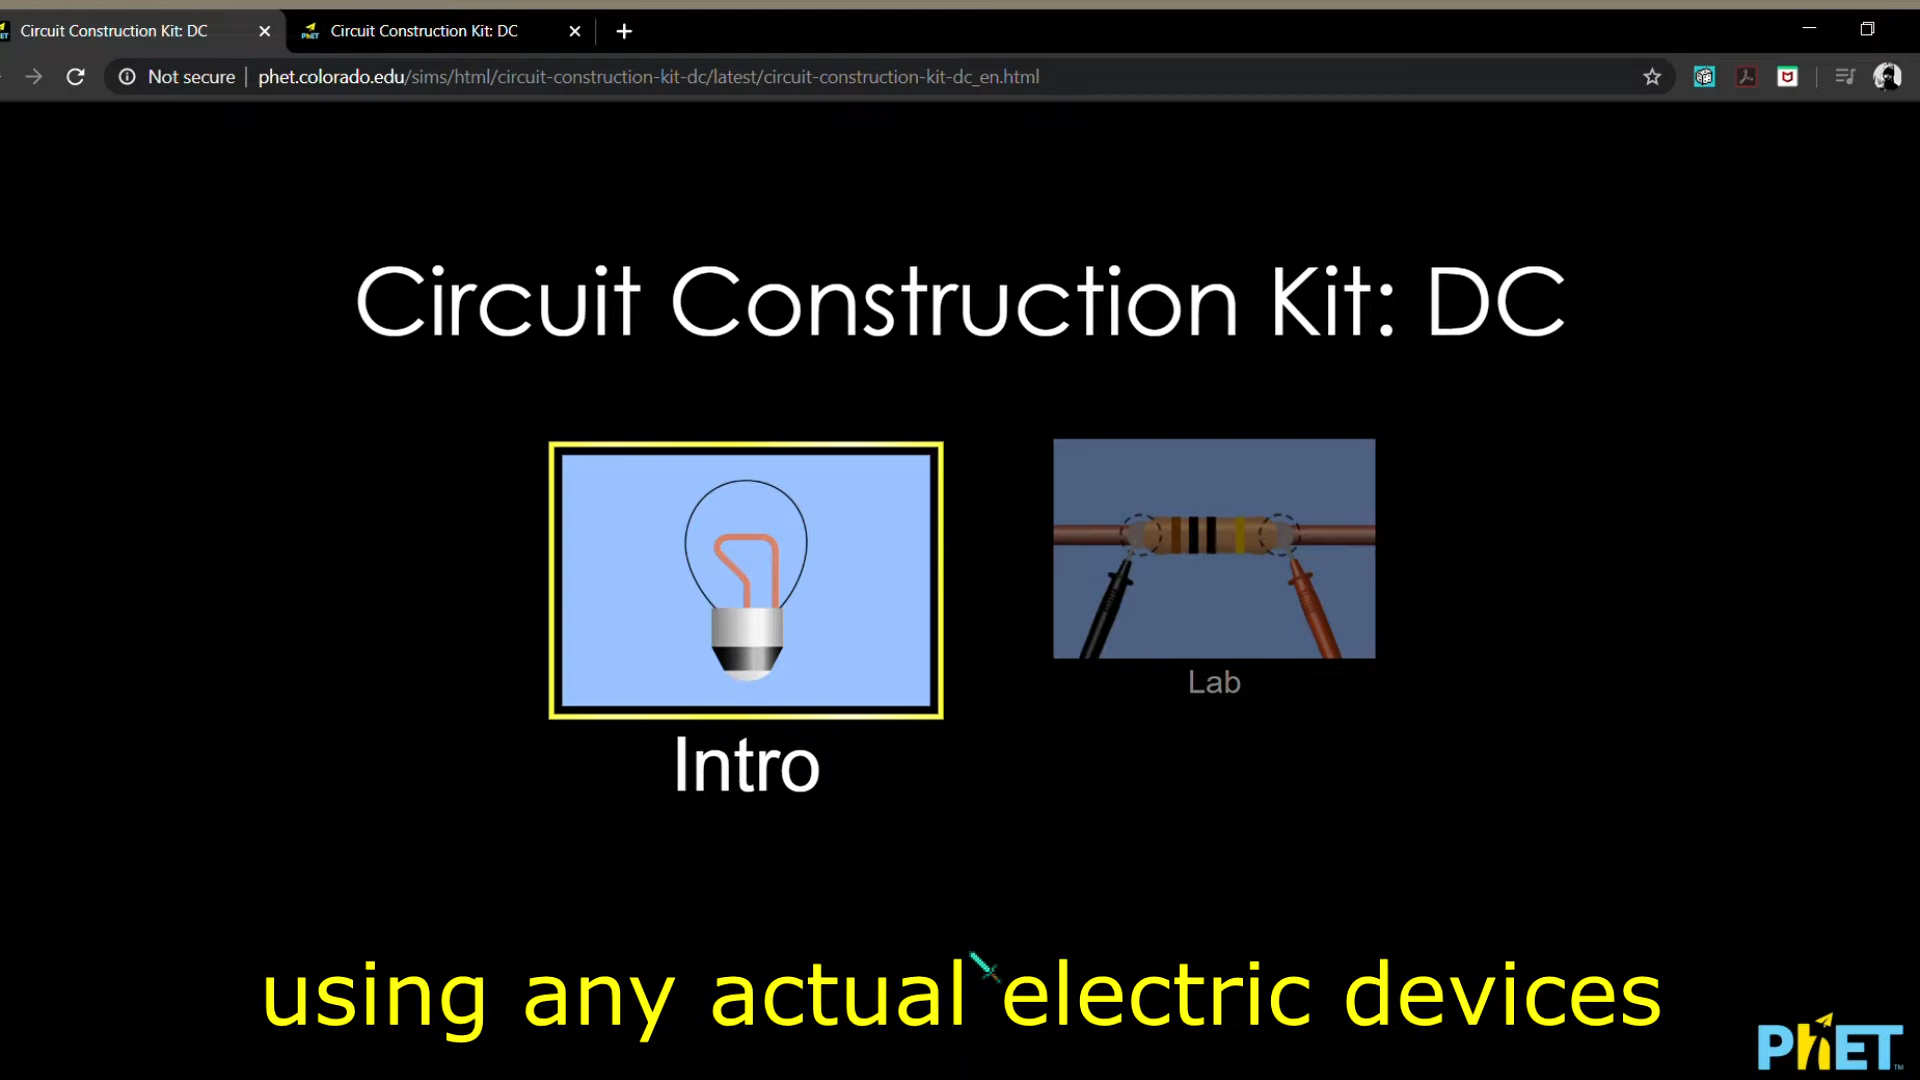 Circuit Construction Kit: DC
Circuit Construction Kit: DC
Not secure
phet.colorado.edu/sims/html/circuit-construction-kit-dc/latest/circuit-construction-kit-dc_en.html
Circuit Construction Kit: DC
Lab
Intro
using any actual electric devices
PhET